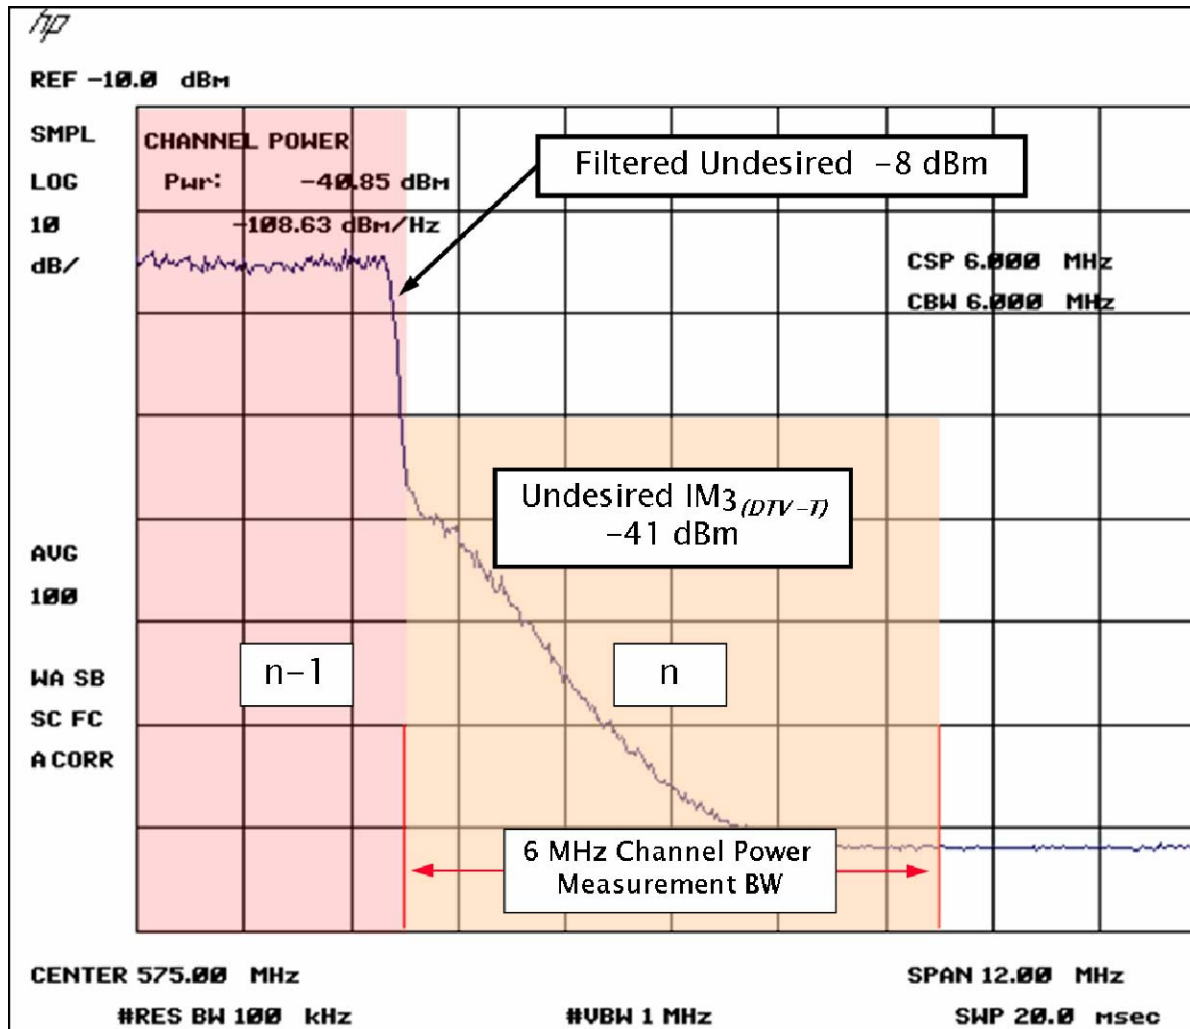 hp
REF -10.0 dBm
SMPL
LOG
10
dB/
CHANNEL POWER
Pwr: -40.85 dBm
-108.63 dBm/Hz
Filtered Undesired -8 dBm
CSP 6.000 MHz
CBW 6.000 MHz
Undesired IM3(DTV-T)
-41 dBm
AVG
100
n-1
n
WA SB
SC FC
A CORR
6 MHz Channel Power
Measurement BW
CENTER 575.00 MHz
SPAN 12.00 MHz
#RES BW 100 kHz
#VBW 1 MHz
SWP 20.0 msec